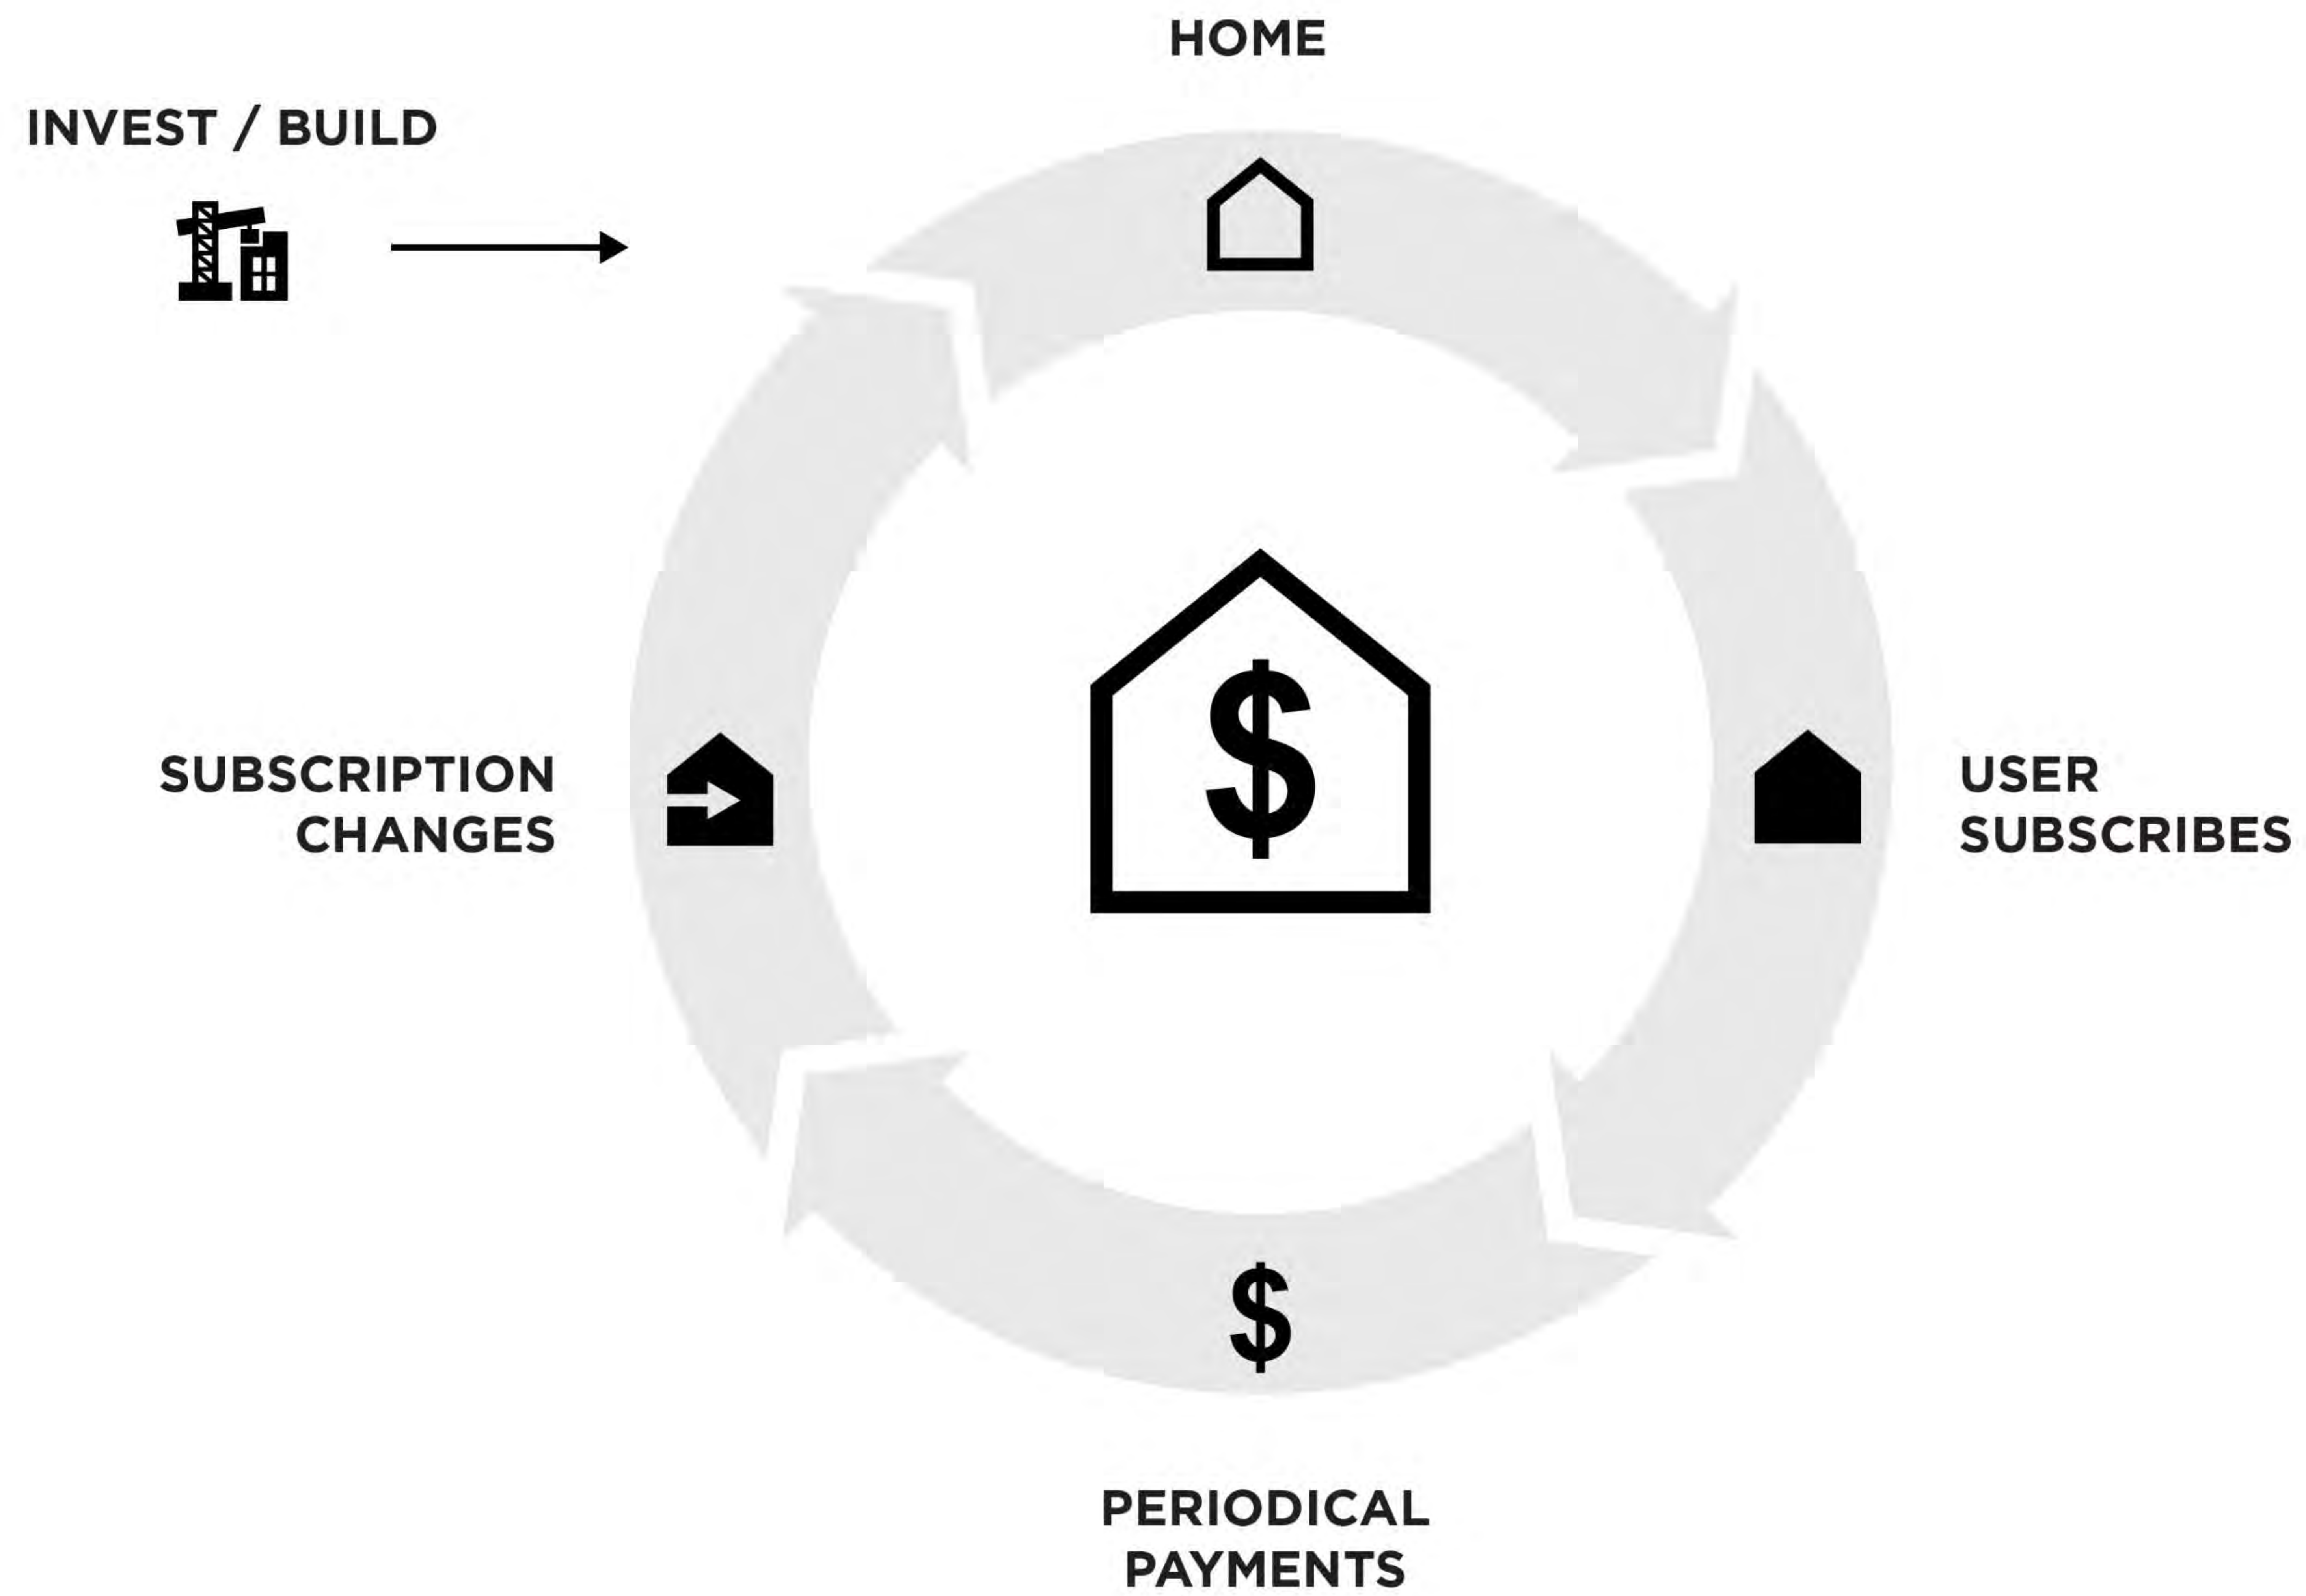 HOME
INVEST / BUILD
$
SUBSCRIPTION
CHANGES
USER
SUBSCRIBES
$
PERIODICAL
PAYMENTS